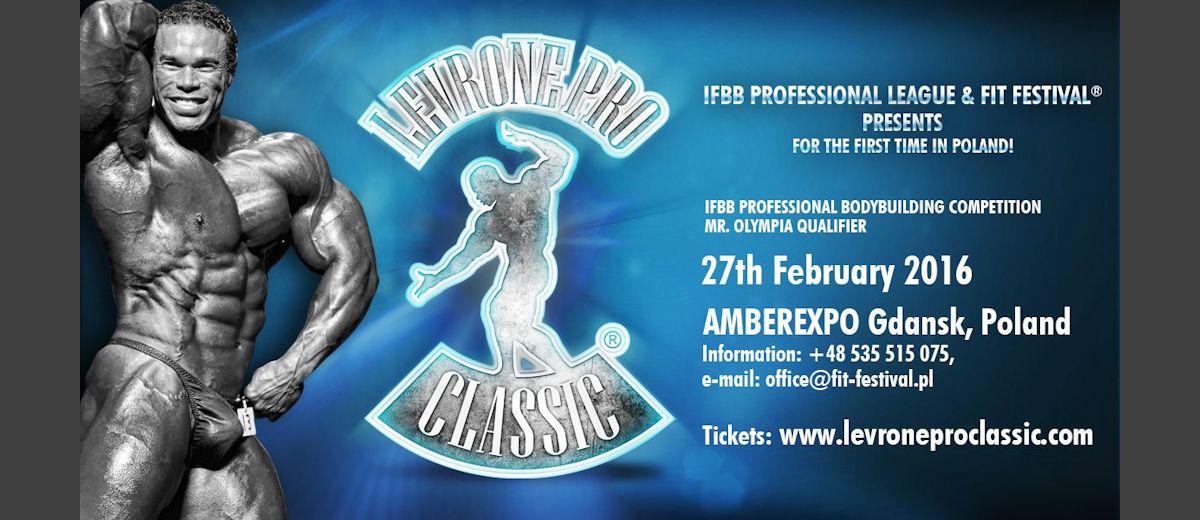 LEVRONE PRO
CLASSIC
®
IFBB PROFESSIONAL LEAGUE & FIT FESTIVAL®
PRESENTS
FOR THE FIRST TIME IN POLAND!
IFBB PROFESSIONAL BODYBUILDING COMPETITION
MR. OLYMPIA QUALIFIER
27th February 2016
AMBEREXPO Gdansk, Poland
Information: +48 535 515 075,
e-mail: office@fit-festival.pl
Tickets: www.levroneproclassic.com